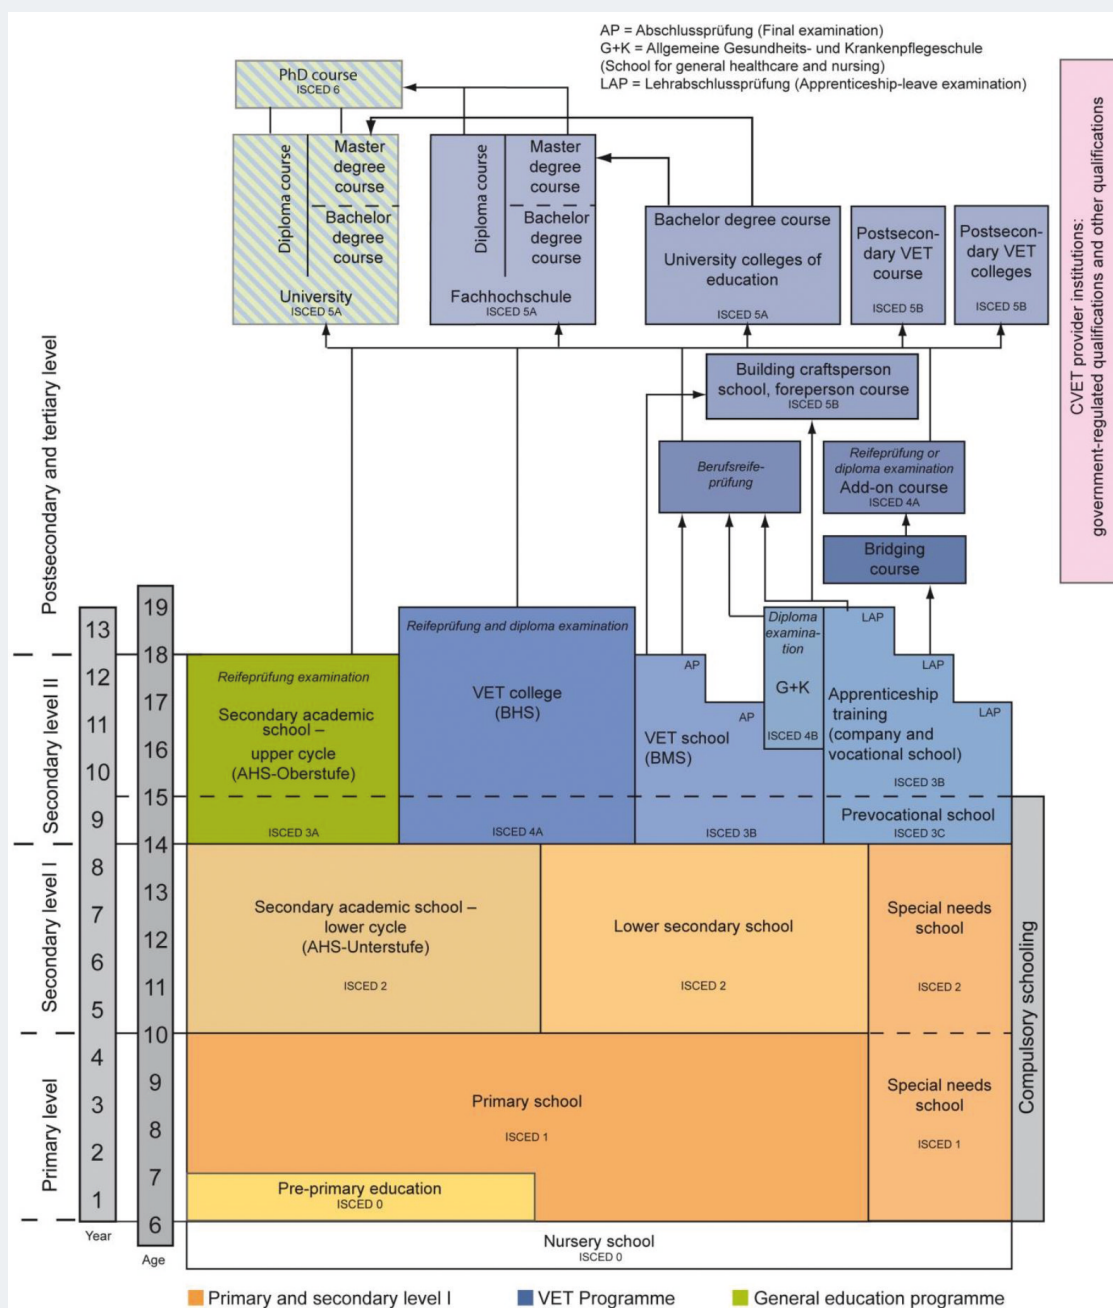 AP = Abschlussprüfung (Final examination)
G+K = Allgemeine Gesundheits- und Krankenpflegeschule
(School for general healthcare and nursing)
LAP = Lehrabschlussprüfung (Apprenticeship-leave examination)
CVET provider institutions:
government-regulated qualifications and other qualifications
PhD course
ISCED 6
Diploma course
Master
degree
course
Bachelor
degree
course
University
ISCED 5A
Diploma course
Master
degree
course
Bachelor
degree
course
Fachhochschule
ISCED 5A
Bachelor degree course
University colleges of
education
ISCED 5A
Postsecon-
dary VET
course
ISCED 5B
Postsecon-
dary VET
colleges
ISCED 5B
Building craftsperson
school, foreperson course
ISCED 5B
Berufsreife-
prüfung
Reifeprüfung or
diploma examination
Add-on course
ISCED 4A
Bridging
course
Postsecondary and tertiary level
Secondary level II
Secondary level I
Primary level
13
12
11
10
9
8
7
6
5
4
3
2
1
Year
19
18
17
16
15
14
13
12
11
10
9
8
7
6
Age
Reifeprüfung examination
Secondary academic
school –
upper cycle
(AHS-Oberstufe)
ISCED 3A
Reifeprüfung and diploma examination
VET college
(BHS)
ISCED 4A
AP
AP
VET school
(BMS)
ISCED 3B
Diploma
examina-
tion
G+K
ISCED 4B
LAP
LAP
LAP
Apprenticeship
training
(company and
vocational school)
ISCED 3B
Prevocational school
ISCED 3C
Secondary academic school –
lower cycle
(AHS-Unterstufe)
ISCED 2
Lower secondary school
ISCED 2
Special needs
school
ISCED 2
Primary school
ISCED 1
Special needs
school
ISCED 1
Pre-primary education
ISCED 0
Nursery school
ISCED 0
Compulsory schooling
Primary and secondary level I
VET Programme
General education programme